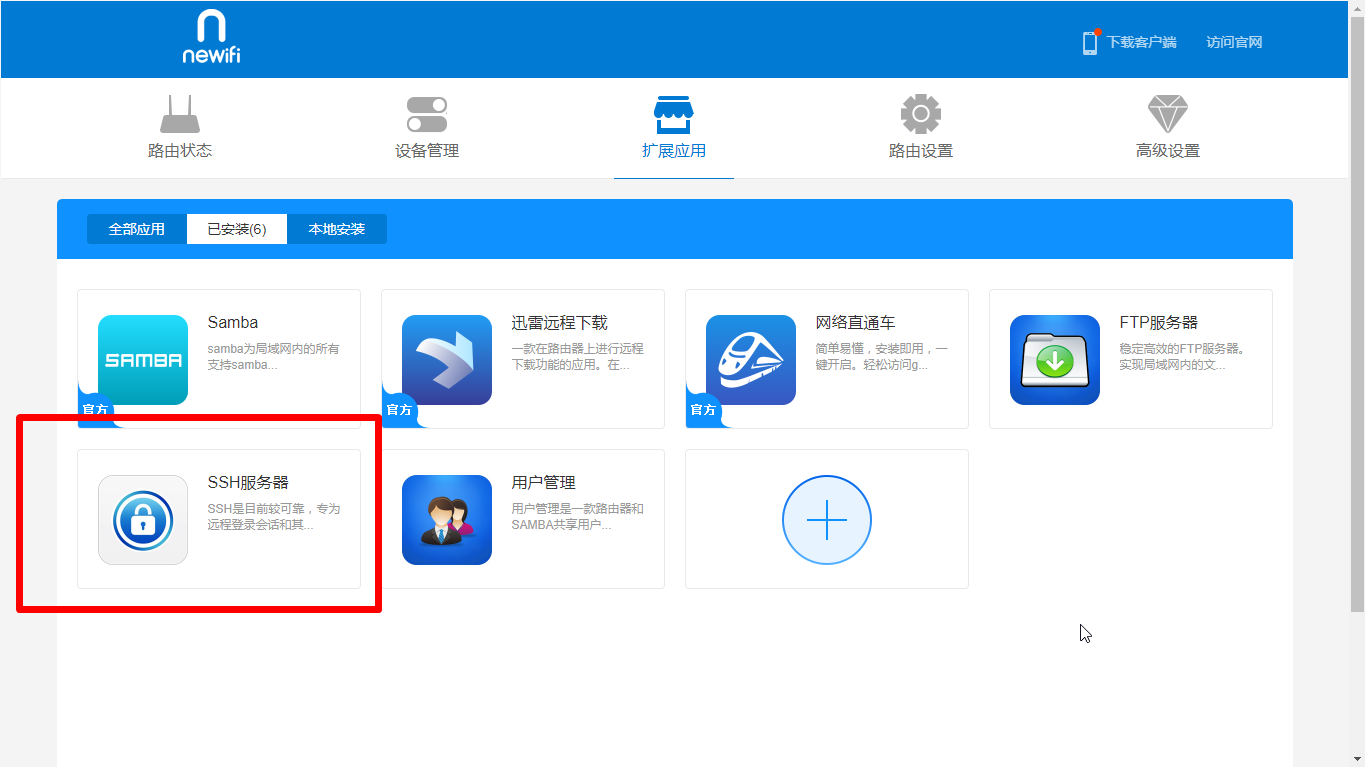 newifi
下载客户端
访问官网
路由状态
设备管理
扩展应用
路由设置
高级设置
全部应用
已安装(6)
本地安装
SAMBA
官方
Samba
samba为局域网内的所有
支持samba...
官方
迅雷远程下载
一款在路由器上进行远程
下载功能的应用。在...
官方
网络直通车
简单易懂，安装即用，一
键开启。轻松访问g...
FTP服务器
稳定高效的FTP服务器。
实现局域网内的文...
SSH服务器
SSH是目前较可靠，专为
远程登录会话和其...
用户管理
用户管理是一款路由器和
SAMBA共享用户...